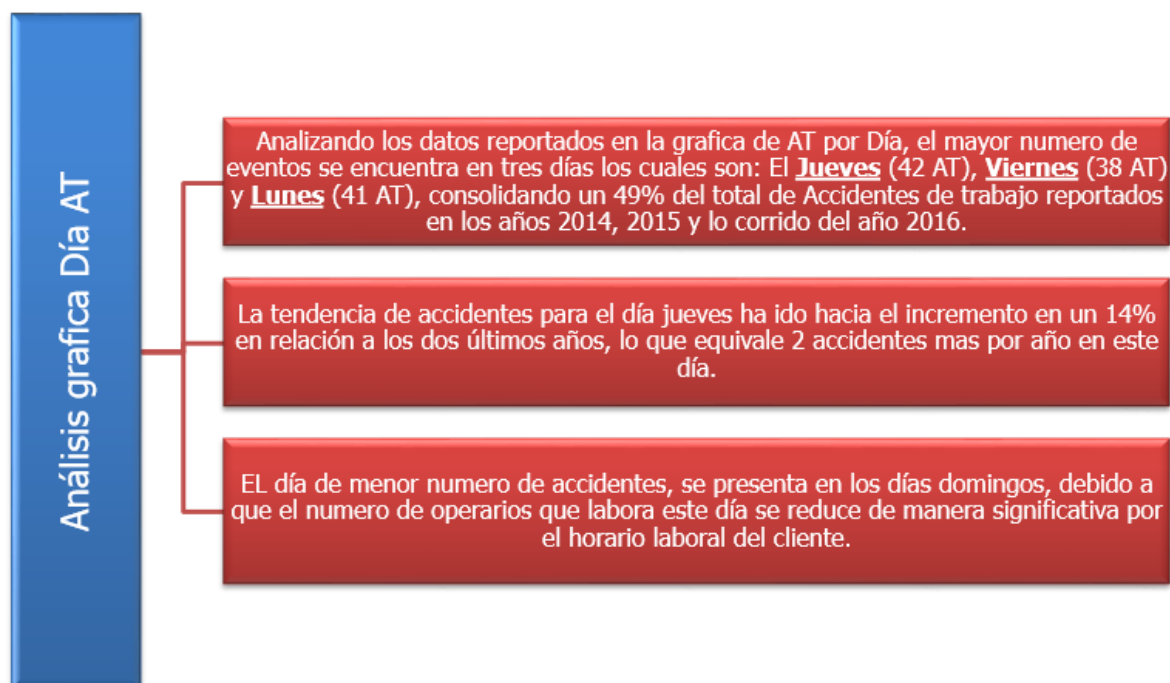 Análisis grafica Día AT
Analizando los datos reportados en la grafica de AT por Día, el mayor numero de
eventos se encuentra en tres días los cuales son: El Jueves (42 AT), Viernes (38 AT)
y Lunes (41 AT), consolidando un 49% del total de Accidentes de trabajo reportados
en los años 2014, 2015 y lo corrido del año 2016.
La tendencia de accidentes para el día jueves ha ido hacia el incremento en un 14%
en relación a los dos últimos años, lo que equivale 2 accidentes mas por año en este
día.
EL día de menor numero de accidentes, se presenta en los días domingos, debido a
que el numero de operarios que labora este día se reduce de manera significativa por
el horario laboral del cliente.